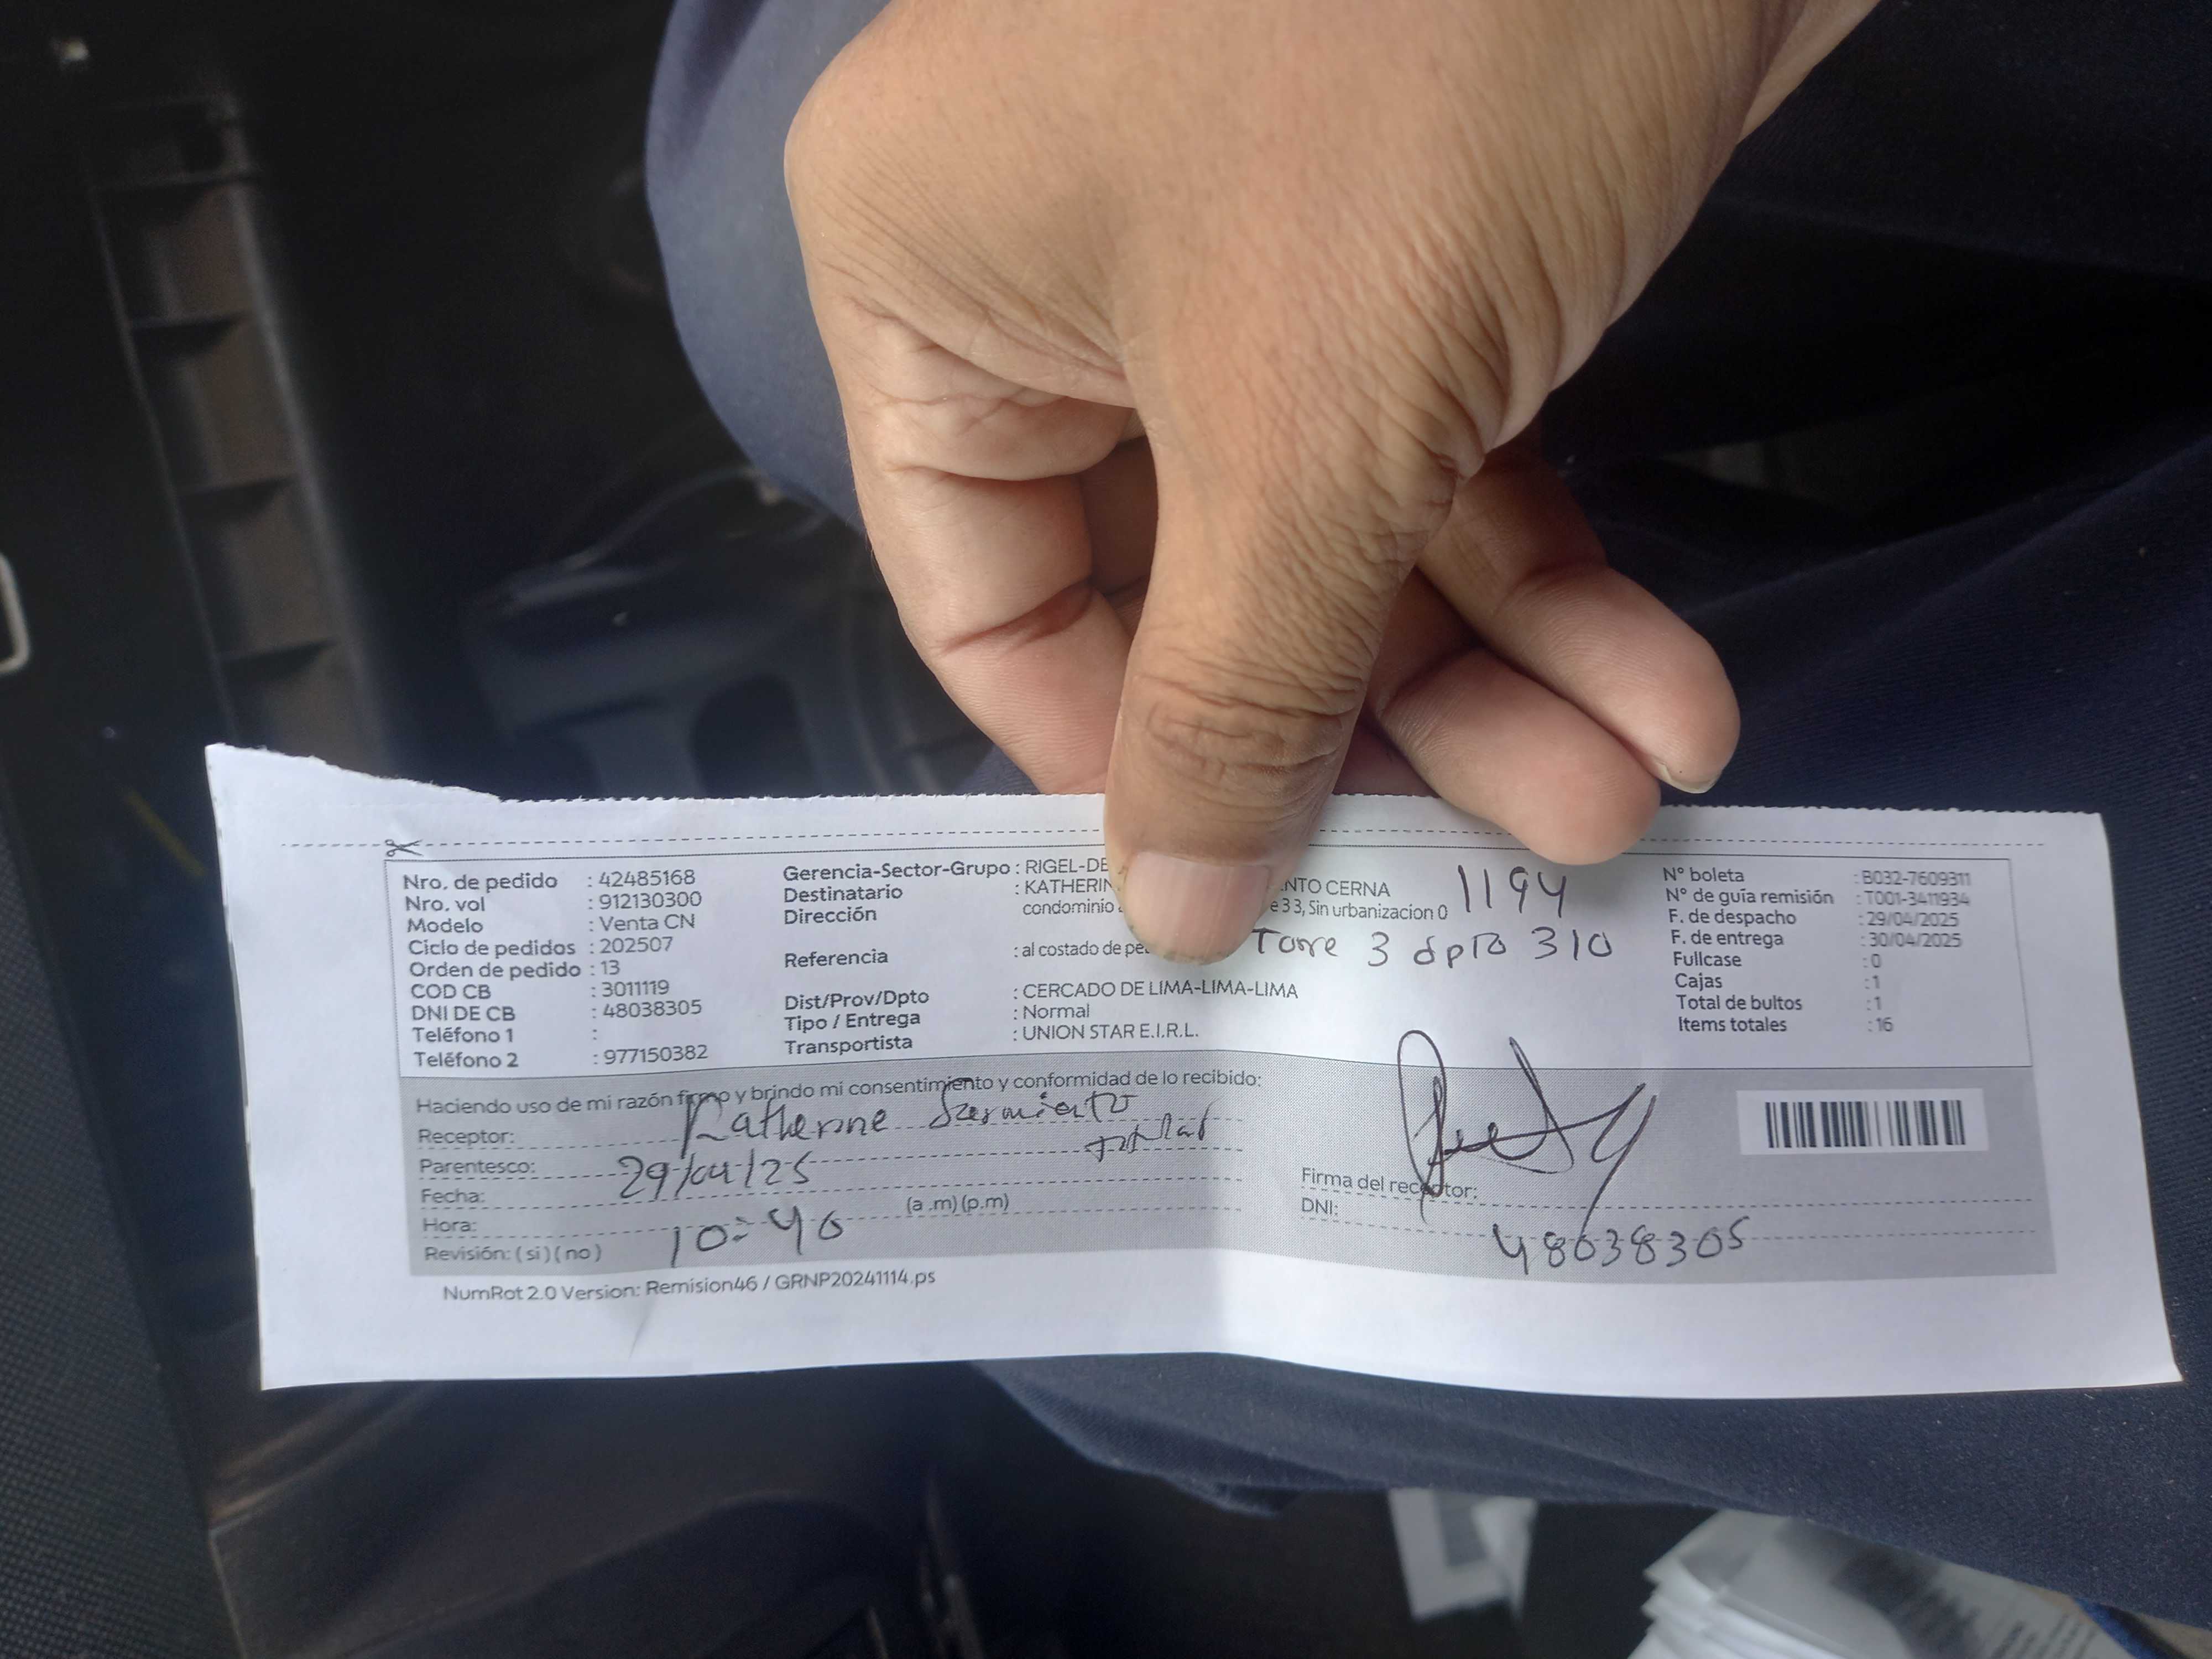 Nro. de pedido : 42485168
Nro. vol : 912130300
Modelo : Venta CN
Ciclo de pedidos : 202507
Orden de pedido : 13
COD CB : 3011119
DNI DE CB : 48038305
Teléfono 1 :
Teléfono 2 : 977150382
Gerencia-Sector-Grupo : RIGEL-DE
Destinatario : KATHERIN NTO CERNA
Dirección condominio e 3 3, Sin urbanizacion 0
1194
Referencia : al costado de
Torre 3 dpto 310
Dist/Prov/Dpto : CERCADO DE LIMA-LIMA-LIMA
Tipo / Entrega : Normal
Transportista : UNION STAR E.I.R.L.
N° boleta : B032-7609311
N° de guía remisión : T001-3411934
F. de despacho : 29/04/2025
F. de entrega : 30/04/2025
Fullcase : 0
Cajas : 1
Total de bultos : 1
Items totales : 16
Haciendo uso de mi razón firmo y brindo mi consentimiento y conformidad de lo recibido:
Receptor: Katherine Sarmiento
Parentesco: titular
Fecha: 29/04/25
Hora: 10:40 (a .m) (p.m)
Revisión: ( si ) ( no )
Firma del receptor:
DNI: 48038305
NumRot 2.0 Version: Remision46 / GRNP20241114.ps